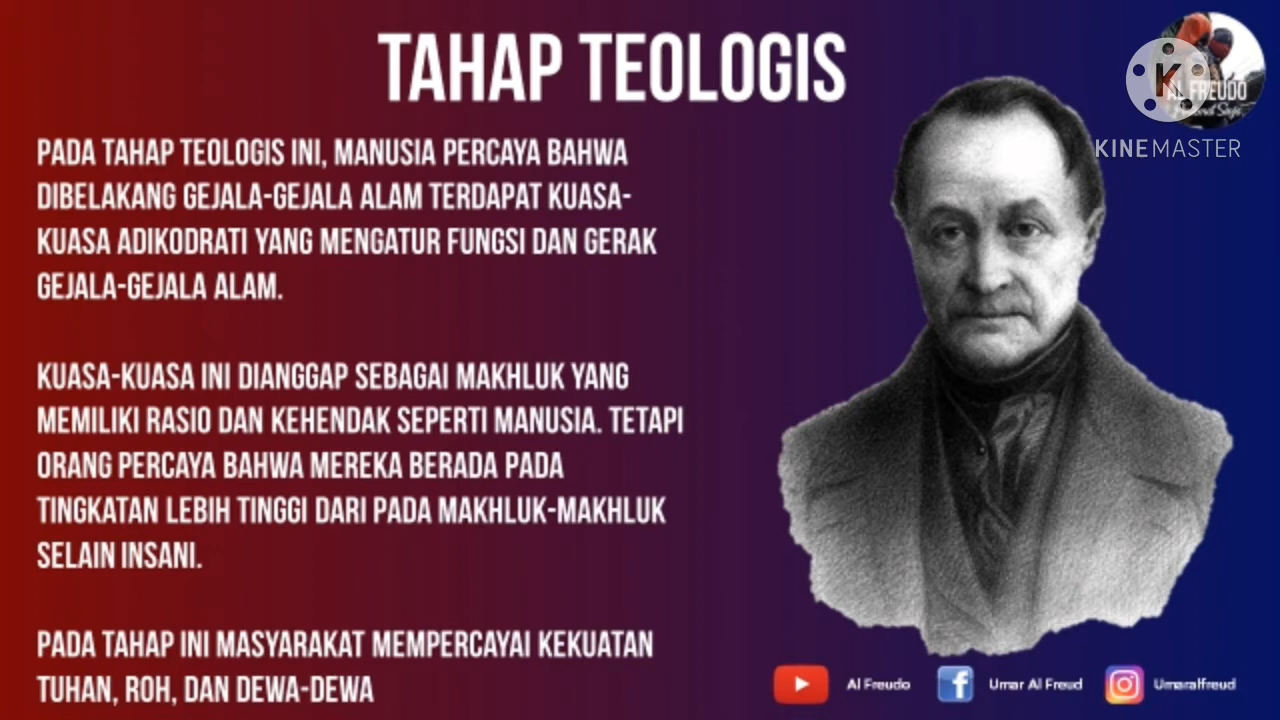 TAHAP TEOLOGIS
PADA TAHAP TEOLOGIS INI, MANUSIA PERCAYA BAHWA
DIBELAKANG GEJALA-GEJALA ALAM TERDAPAT KUASA-
KUASA ADIKODRATI YANG MENGATUR FUNGSI DAN GERAK
GEJALA-GEJALA ALAM.
KUASA-KUASA INI DIANGGAP SEBAGAI MAKHLUK YANG
MEMILIKI RASIO DAN KEHENDAK SEPERTI MANUSIA. TETAPI
ORANG PERCAYA BAHWA MEREKA BERADA PADA
TINGKATAN LEBIH TINGGI DARI PADA MAKHLUK-MAKHLUK
SELAIN INSANI.
PADA TAHAP INI MASYARAKAT MEMPERCAYAI KEKUATAN
TUHAN, ROH, DAN DEWA-DEWA
K
AL FREUDO
KINEMASTER
Al Freudo
Umar Al Freud
Umaralfreud